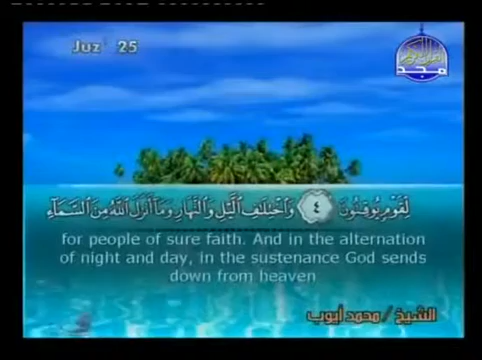 Juz' 25
مجد
لِقَوْمٍ يُوقِنُونَ ٤ وَاخْتِلَافِ اللَّيْلِ وَالنَّهَارِ وَمَا أَنزَلَ اللَّهُ مِنَ السَّمَاءِ
for people of sure faith. And in the alternation
of night and day, in the sustenance God sends
down from heaven
الشيخ / محمد أيوب